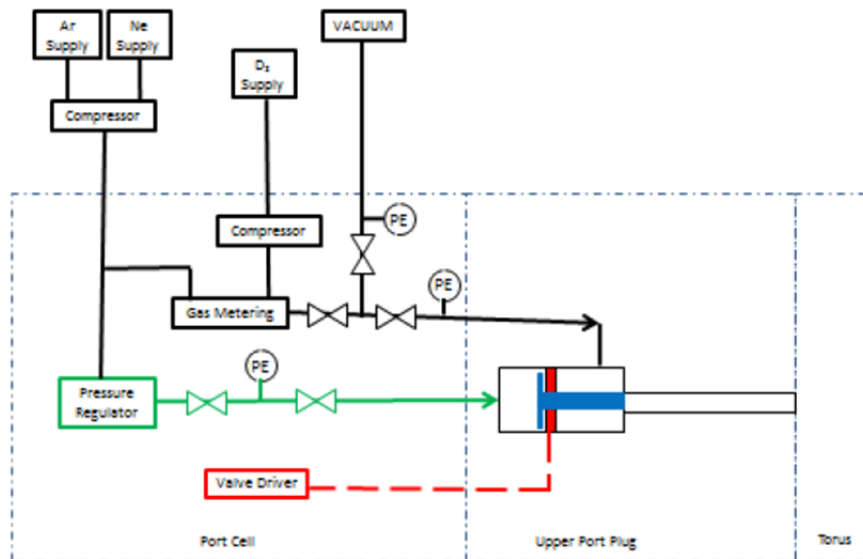 Ar
Supply
Ne
Supply
VACUUM
D₂
Supply
Compressor
PE
Compressor
PE
Gas Metering
PE
Pressure
Regulator
Valve Driver
Port Cell
Upper Port Plug
Torus